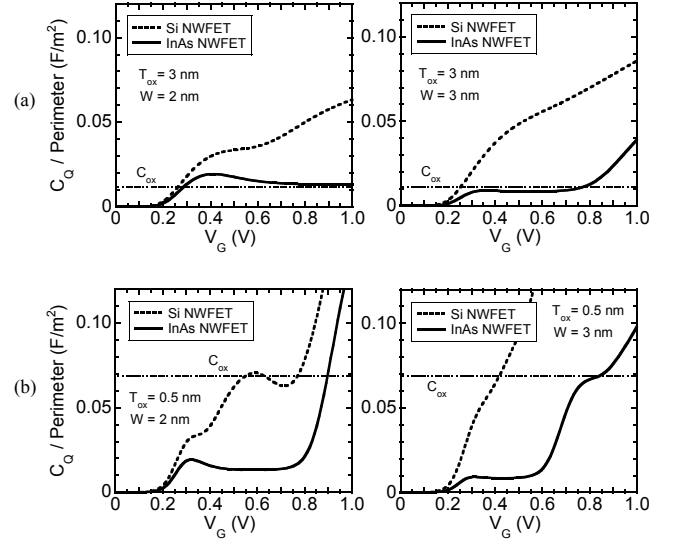 (a)
C_Q / Perimeter (F/m²)
0.10
0.05
0
Si NWFET
InAs NWFET
T_ox = 3 nm
W = 2 nm
C_ox
0 0.2 0.4 0.6 0.8 1.0
V_G (V)
0.10
0.05
0
Si NWFET
InAs NWFET
T_ox = 3 nm
W = 3 nm
C_ox
0 0.2 0.4 0.6 0.8 1.0
V_G (V)
(b)
C_Q / Perimeter (F/m²)
0.10
0.05
0
Si NWFET
InAs NWFET
C_ox
T_ox = 0.5 nm
W = 2 nm
0 0.2 0.4 0.6 0.8 1.0
V_G (V)
0.10
0.05
0
Si NWFET
InAs NWFET
T_ox = 0.5 nm
W = 3 nm
C_ox
0 0.2 0.4 0.6 0.8 1.0
V_G (V)